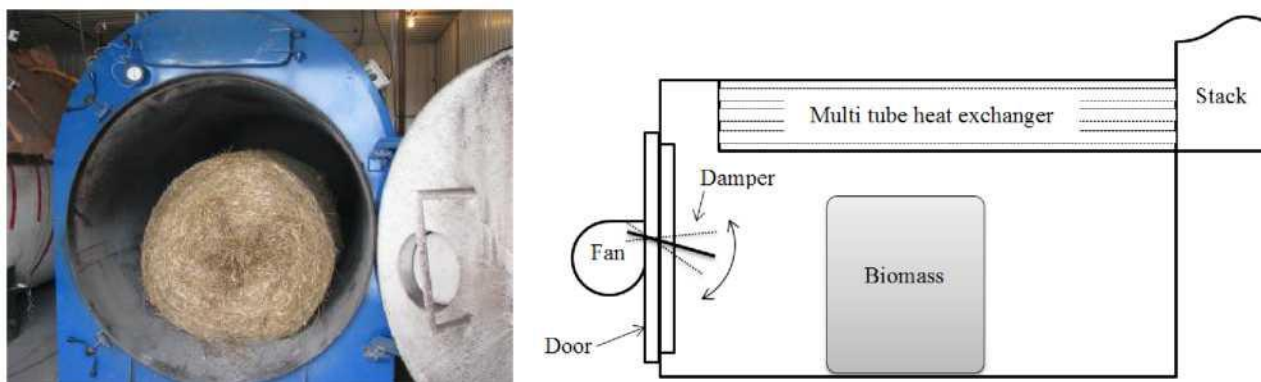 Multi tube heat exchanger
Stack
Damper
Fan
Biomass
Door